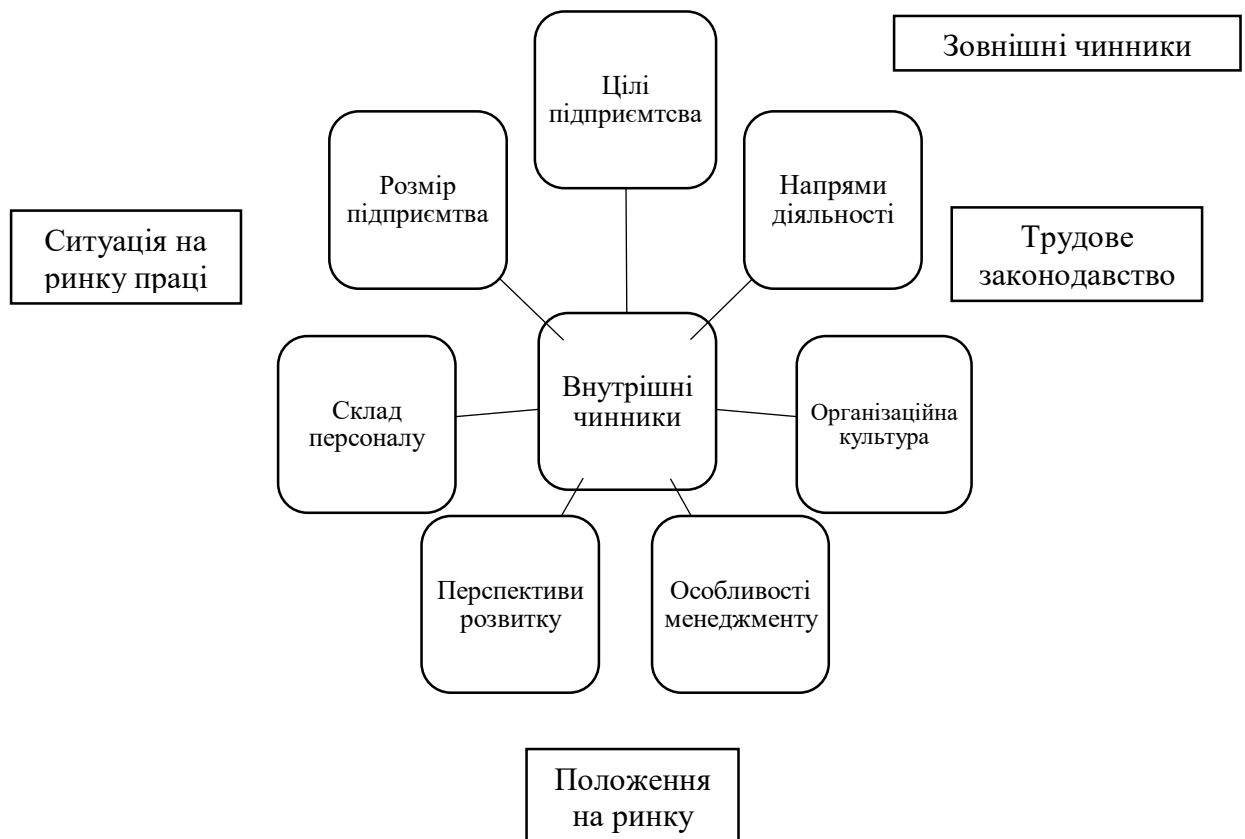 Зовнішні чинники
Цілі
підприємтсва
Розмір
підприємтва
Напрями
діяльності
Ситуація на
ринку праці
Трудове
законодавство
Внутрішні
чинники
Склад
персоналу
Організаційна
культура
Перспективи
розвитку
Особливості
менеджменту
Положення
на ринку